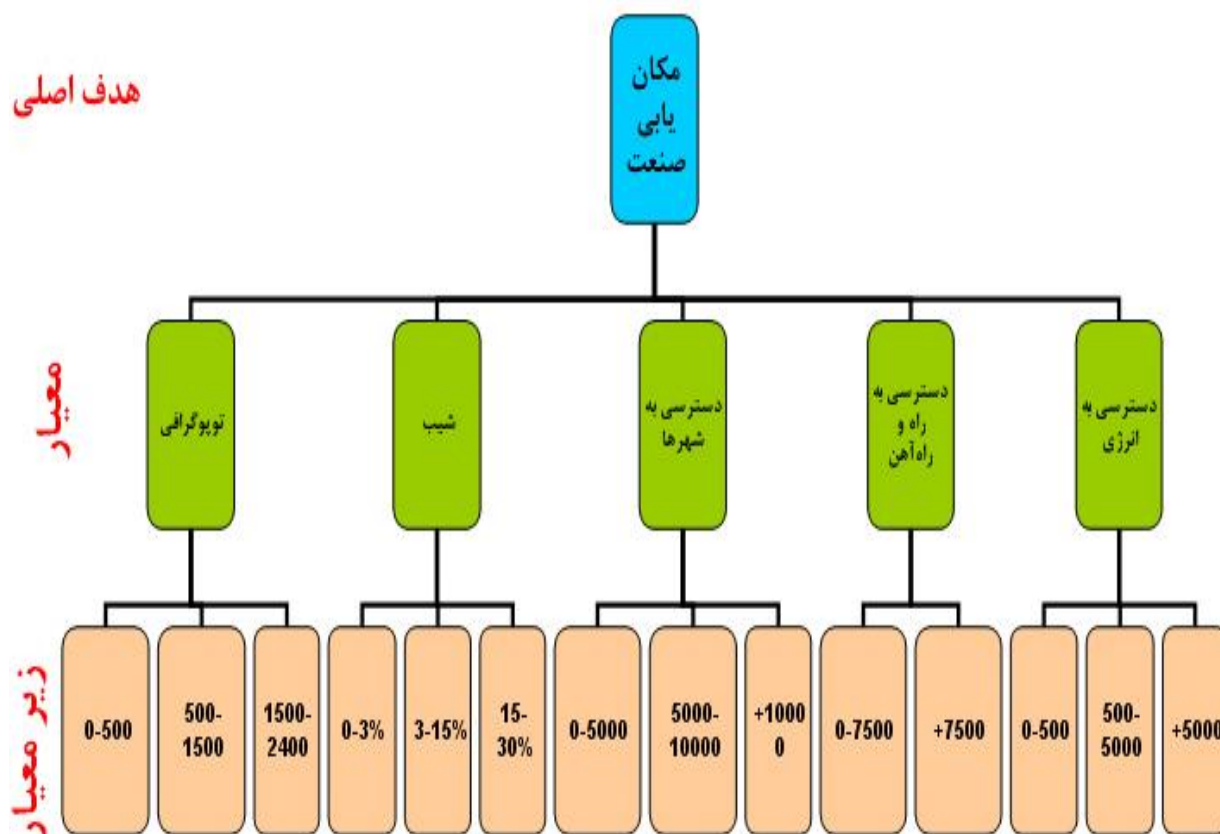 هدف اصلی
مکان
یابی
صنعت
معیار
توپوگرافی
شیب
دسترسی به
شهرها
دسترسی به
راه و
راه‌آهن
دسترسی به
انرژی
زیر معیار
0-500
500-
1500
1500-
2400
0-3%
3-15%
15-
30%
0-5000
5000-
10000
+1000
0
0-7500
+7500
0-500
500-
5000
+5000